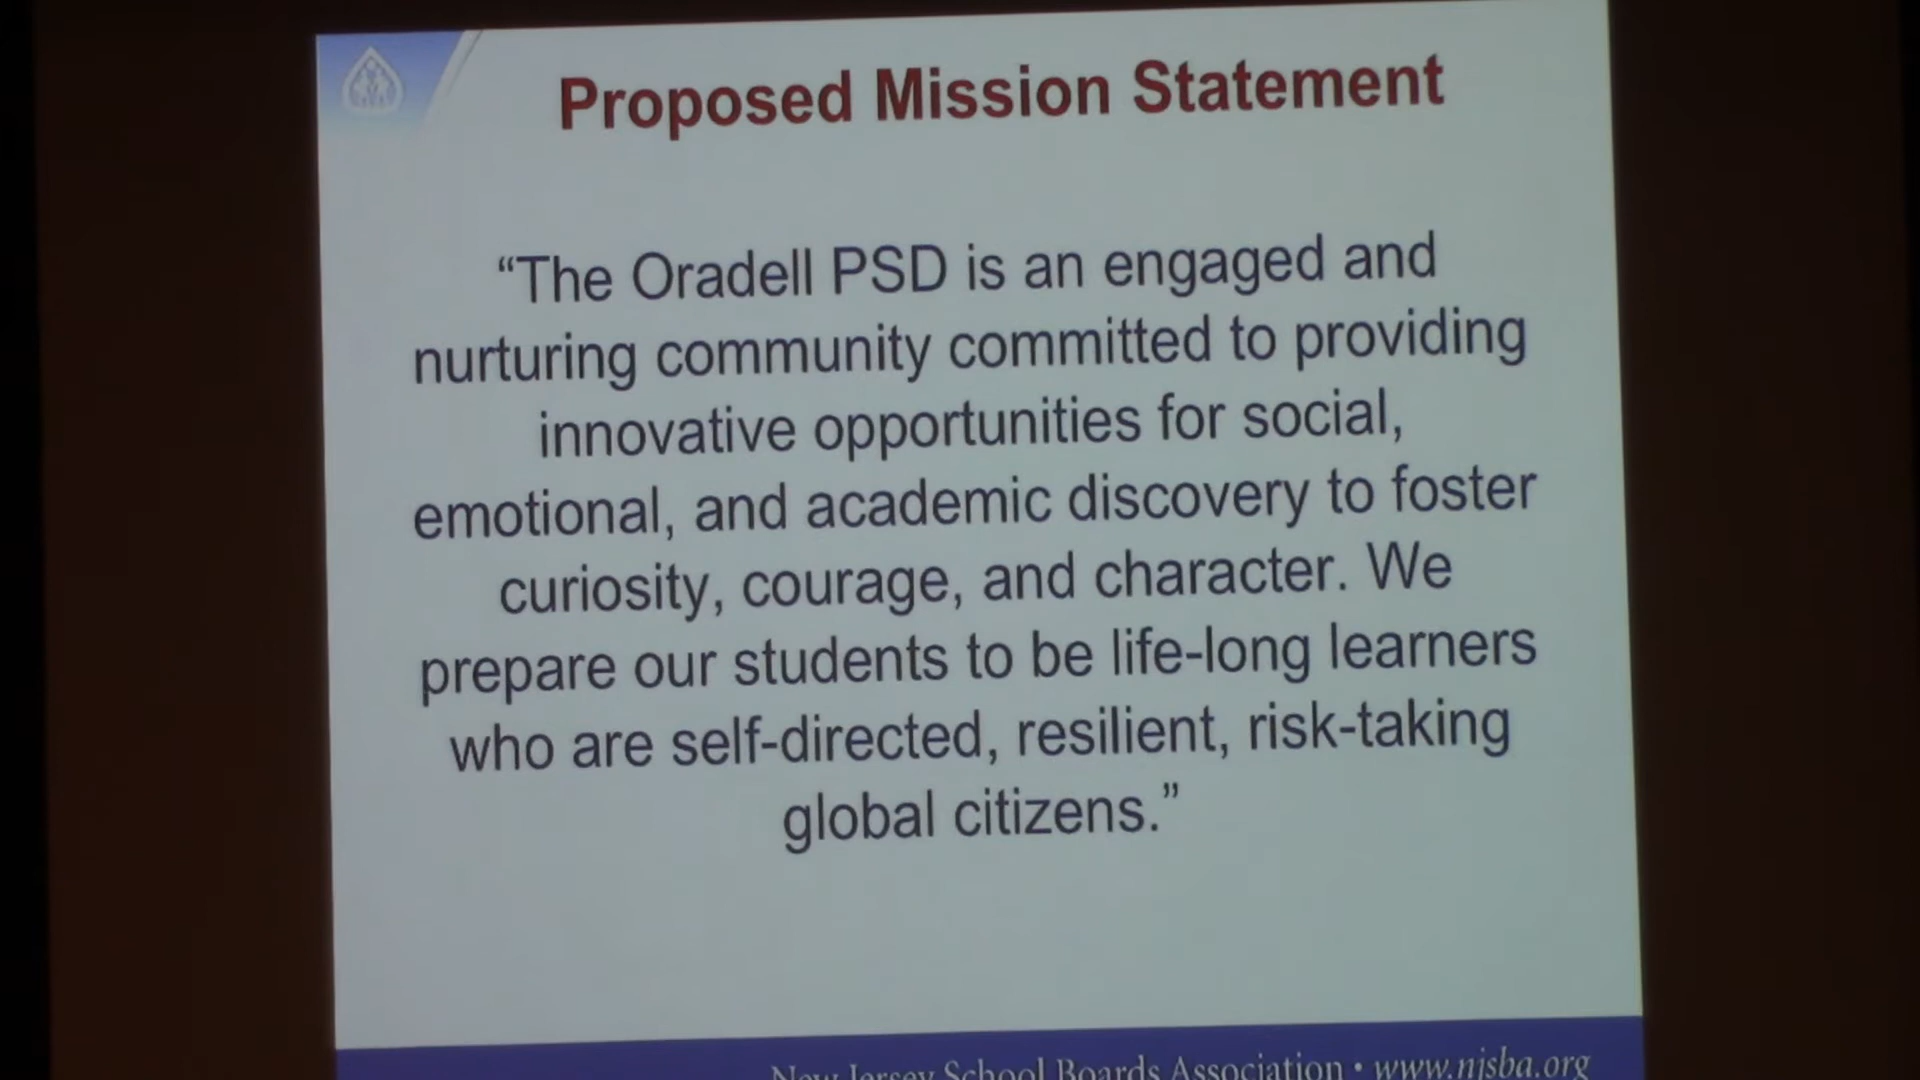 Proposed Mission Statement
“The Oradell PSD is an engaged and
nurturing community committed to providing
innovative opportunities for social,
emotional, and academic discovery to foster
curiosity, courage, and character. We
prepare our students to be life-long learners
who are self-directed, resilient, risk-taking
global citizens.”
New Jersey School Boards Association • www.njsba.org